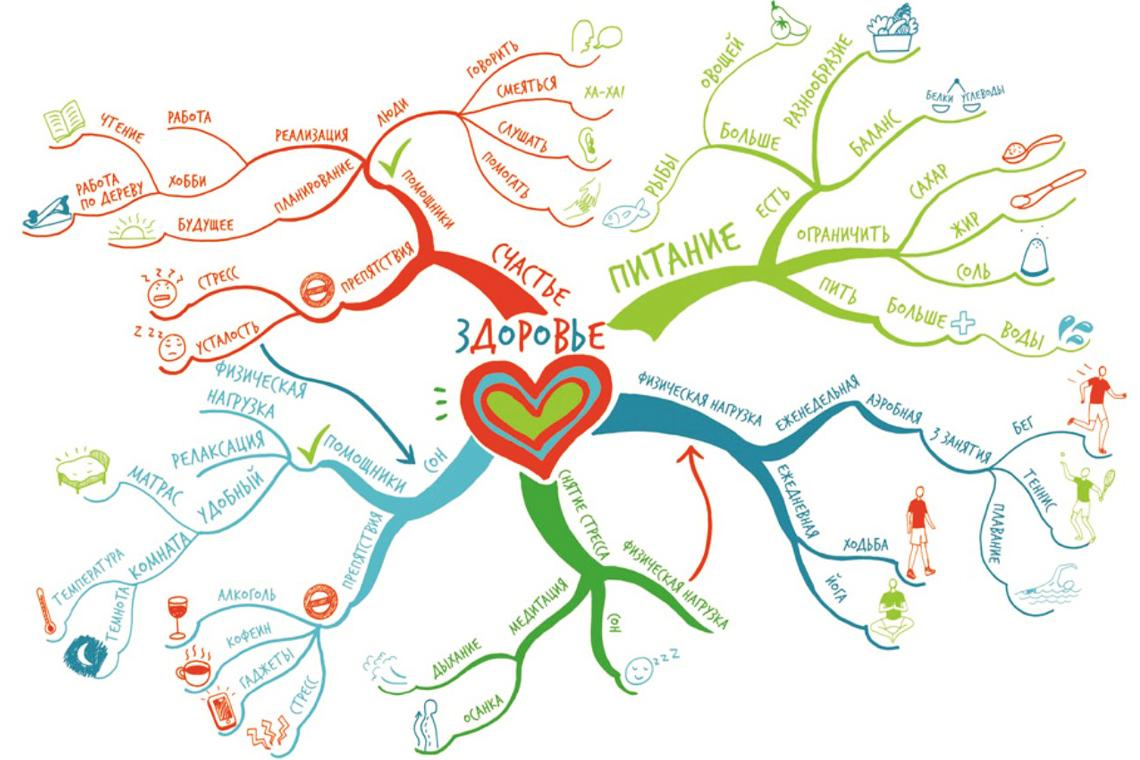 ЗДОРОВЬЕ
СЧАСТЬЕ
ПОМОЩНИКИ
ЛЮДИ
ГОВОРИТЬ
СМЕЯТЬСЯ
ХА-ХА!
СЛУШАТЬ
ПОМОГАТЬ
РЕАЛИЗАЦИЯ
РАБОТА
ХОББИ
ЧТЕНИЕ
РАБОТА
ПО ДЕРЕВУ
ПЛАНИРОВАНИЕ
БУДУЩЕЕ
ПРЕПЯТСТВИЯ
СТРЕСС
ZZZZ
УСТАЛОСТЬ
ZZZ
ПИТАНИЕ
ЕСТЬ
БОЛЬШЕ
ОВОЩЕЙ
РЫБЫ
РАЗНООБРАЗИЕ
БАЛАНС
БЕЛКИ УГЛЕВОДЫ
ОГРАНИЧИТЬ
САХАР
ЖИР
СОЛЬ
ПИТЬ
БОЛЬШЕ
ВОДЫ
ФИЗИЧЕСКАЯ НАГРУЗКА
ЕЖЕНЕДЕЛЬНАЯ
АЭРОБНАЯ
3 ЗАНЯТИЯ
БЕГ
ТЕННИС
ПЛАВАНИЕ
ЕЖЕДНЕВНАЯ
ХОДЬБА
ЙОГА
СНЯТИЕ СТРЕССА
ФИЗИЧЕСКАЯ НАГРУЗКА
СОН
ZZZ
МЕДИТАЦИЯ
ДЫХАНИЕ
ОСАНКА
СОН
ПОМОЩНИКИ
ФИЗИЧЕСКАЯ
НАГРУЗКА
РЕЛАКСАЦИЯ
УДОБНЫЙ
МАТРАС
КОМНАТА
ТЕМПЕРАТУРА
ТЕМНОТА
ПРЕПЯТСТВИЯ
АЛКОГОЛЬ
КОФЕИН
ГАДЖЕТЫ
СТРЕСС